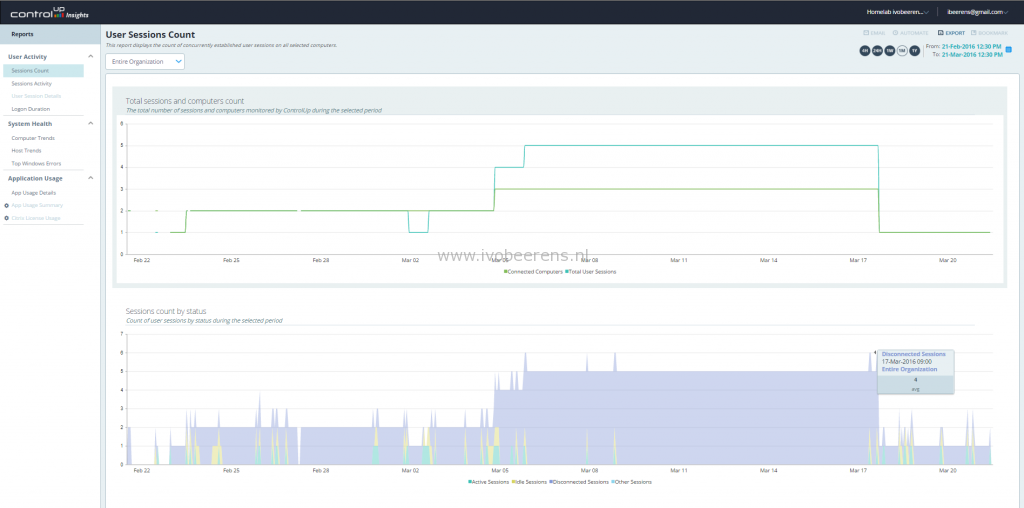 controlup Insights
Homelab ivobeeren...
ibeerens@gmail.com
Reports
User Activity
Sessions Count
Sessions Activity
User Session Details
Logon Duration
System Health
Computer Trends
Host Trends
Top Windows Errors
Application Usage
App Usage Details
App Usage Summary
Citrix License Usage
User Sessions Count
This report displays the count of concurrently established user sessions on all selected computers.
Entire Organization
EMAIL AUTOMATE EXPORT BOOKMARK
4H 24H 1W 1M 1Y
From: 21-Feb-2016 12:30 PM
To: 21-Mar-2016 12:30 PM
Total sessions and computers count
The total number of sessions and computers monitored by ControlUp during the selected period
6
5
4
3
2
1
0
Feb 22 Feb 25 Feb 28 Mar 02 Mar 05 Mar 08 Mar 11 Mar 14 Mar 17 Mar 20
www.ivobeerens.nl
Connected Computers Total User Sessions
Sessions count by status
Count of user sessions by status during the selected period
7
6
5
4
3
2
1
0
4
Disconnected Sessions
17-Mar-2016 09:00
Entire Organization
4
avg
Feb 22 Feb 25 Feb 28 Mar 02 Mar 05 Mar 08 Mar 11 Mar 14 Mar 17 Mar 20
Active Sessions Idle Sessions Disconnected Sessions Other Sessions